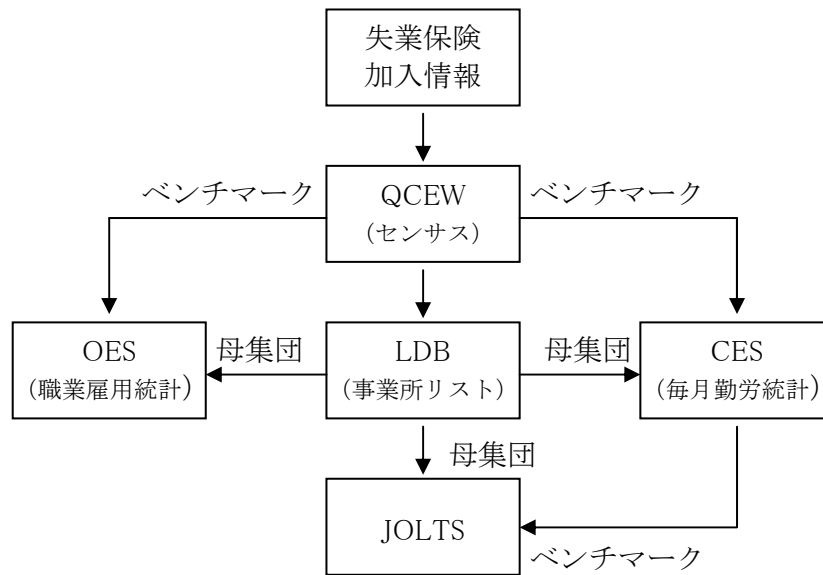 失業保険
加入情報
ベンチマーク
QCEW
(センサス)
ベンチマーク
OES
(職業雇用統計)
母集団
LDB
(事業所リスト)
母集団
CES
(毎月勤労統計)
母集団
JOLTS
ベンチマーク